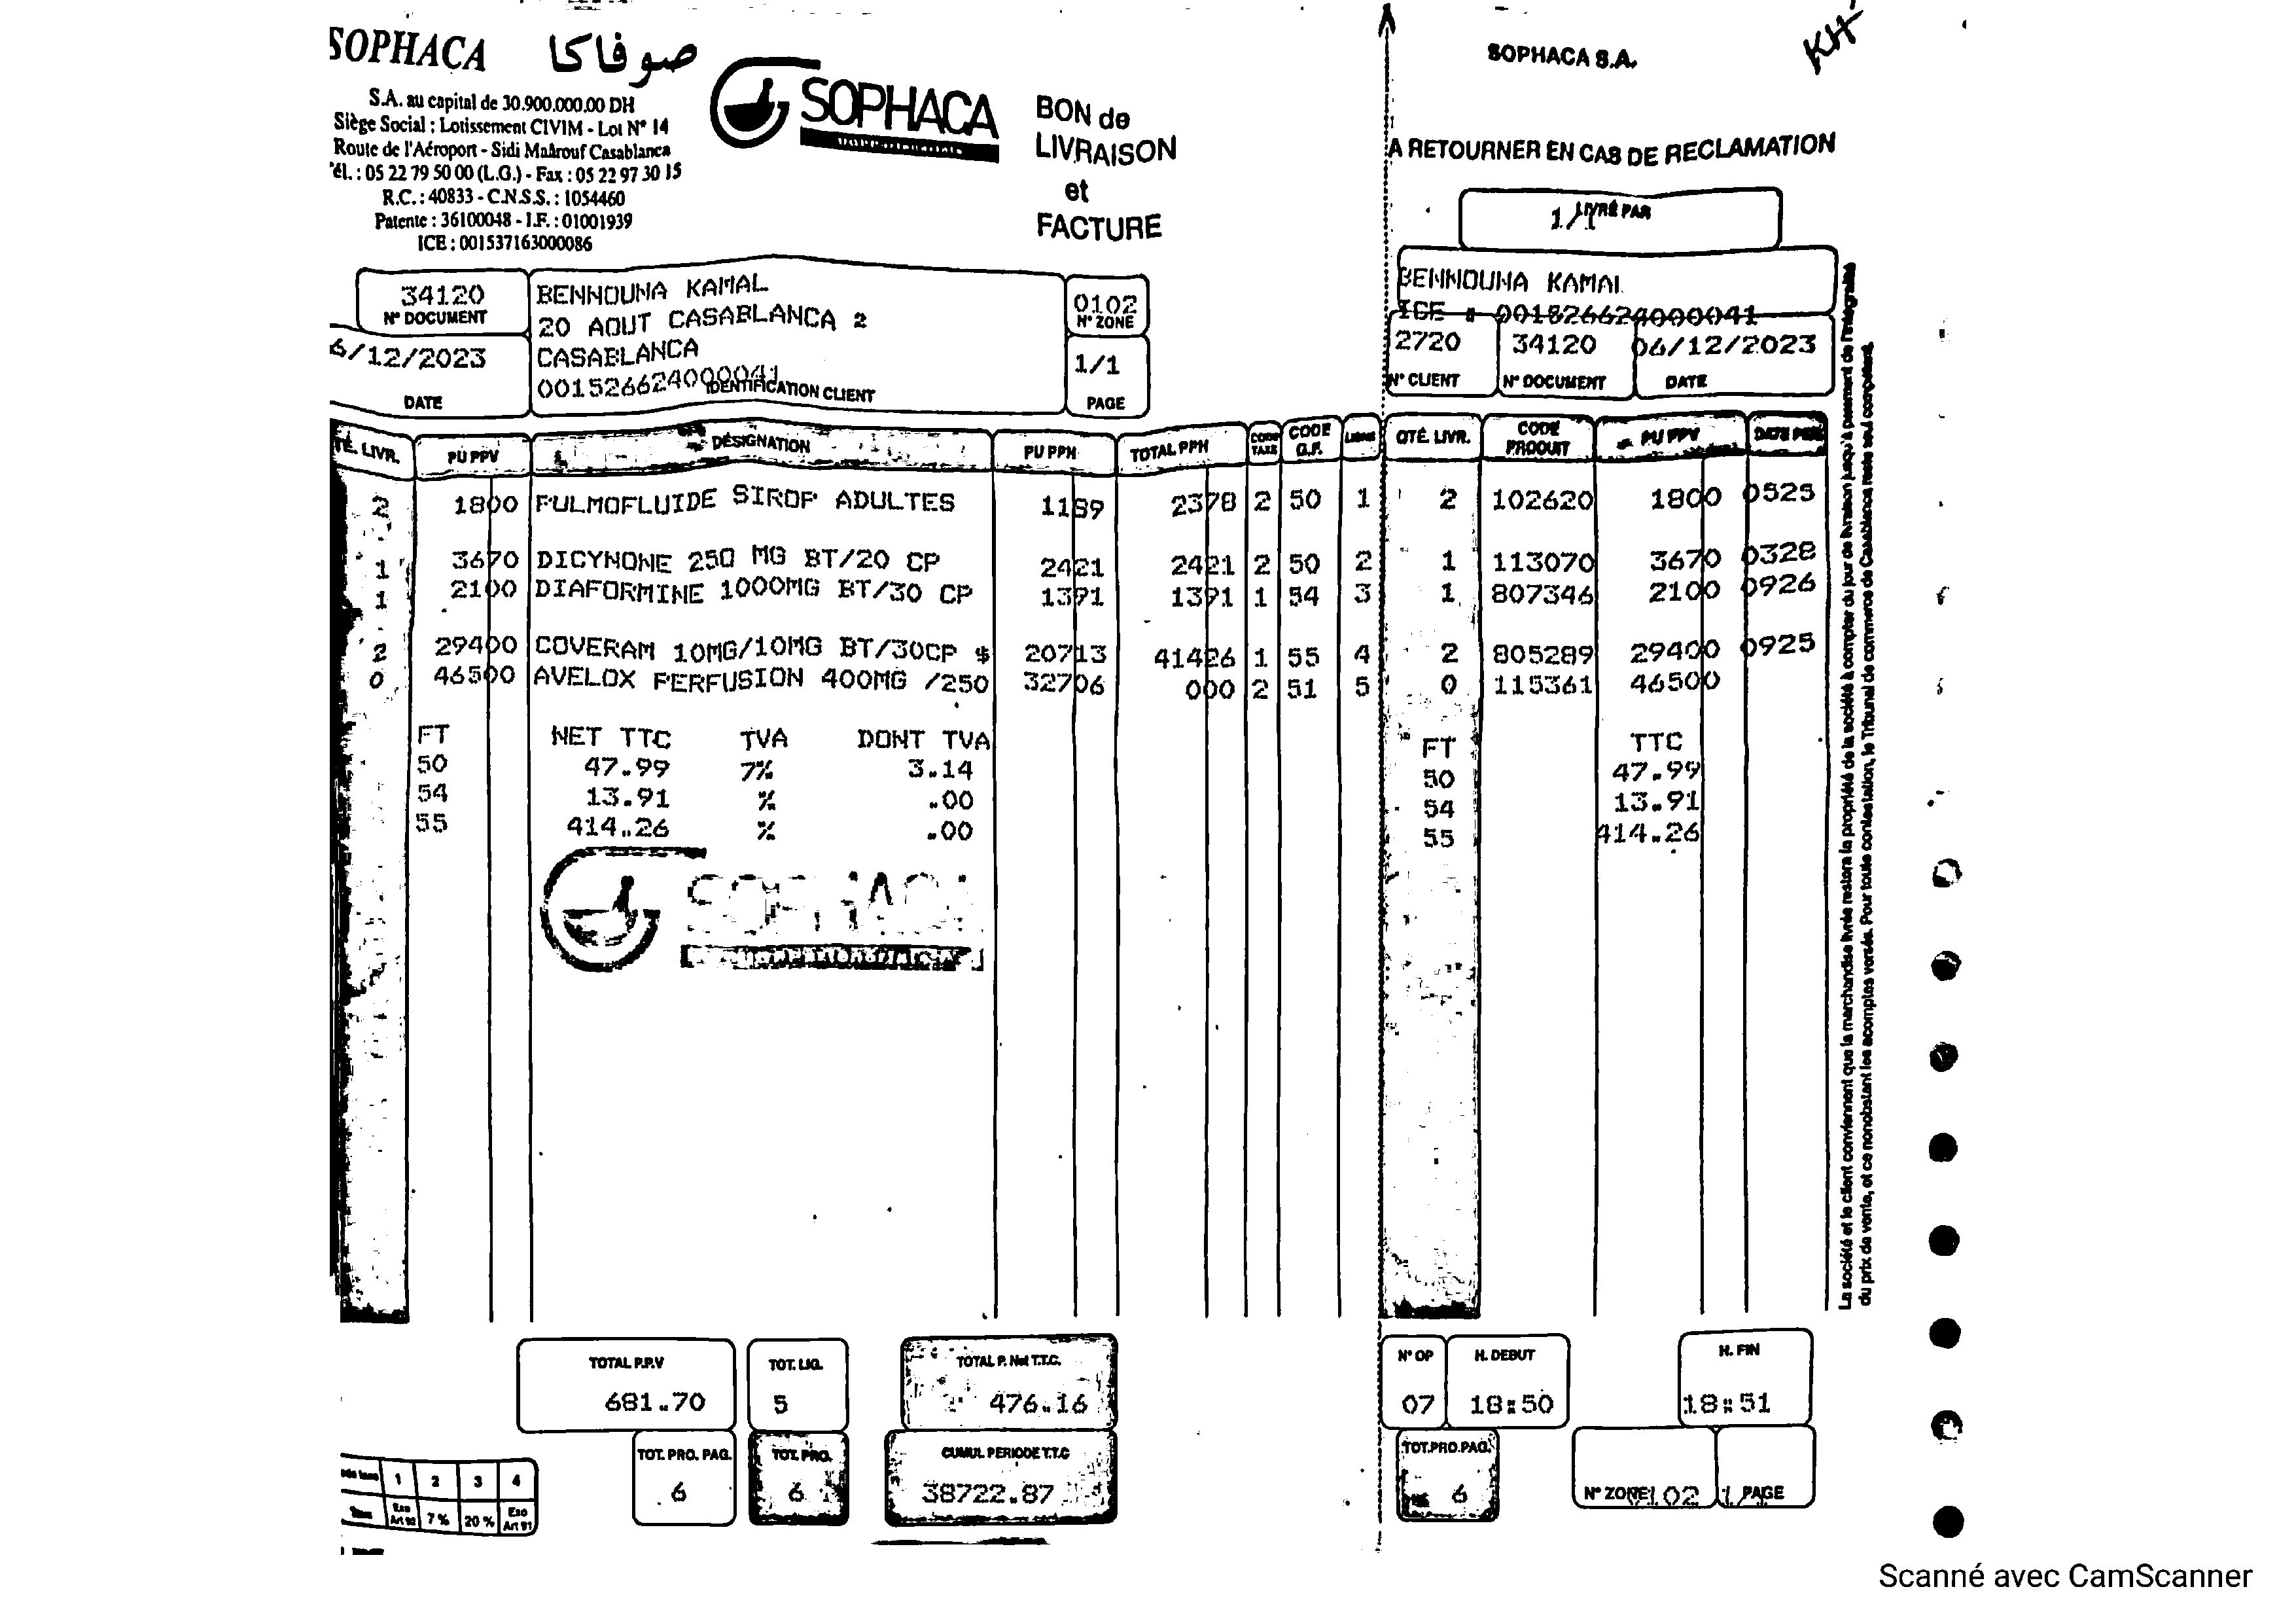 SOPHACA صوفاكا
S.A. au capital de 30.900.000.00 DH
Siège Social : Lotissement CIVIM - Lot N° 14
Route de l'Aéroport - Sidi Maârouf Casablanca
Tél. : 05 22 79 50 00 (L.G.) - Fax : 05 22 97 30 15
R.C. : 40833 - C.N.S.S. : 1054460
Patente : 36100048 - I.F. : 01001939
ICE : 001537163000086
SOPHACA
BON de
LIVRAISON
et
FACTURE
34120
N° DOCUMENT
6/12/2023
DATE
BENNOUNA KAMAL
20 AOUT CASABLANCA 2
CASABLANCA
001526624000041
IDENTIFICATION CLIENT
0102
N° ZONE
1/1
PAGE
TÉ. LIVR. PU PPV DÉSIGNATION PU PPH TOTAL PPH CODE TAXE CODE G.F. LIGNE
2 1800 PULMOFLUIDE SIROP ADULTES 1189 2378 2 50 1
1 3670 DICYNONE 250 MG BT/20 CP 2421 2421 2 50 2
1 2100 DIAFORMINE 1000MG BT/30 CP 1391 1391 1 54 3
2 29400 COVERAM 10MG/10MG BT/30CP $ 20713 41426 1 55 4
0 46500 AVELOX PERFUSION 400MG /250 32706 000 2 51 5
FT NET TTC TVA DONT TVA
50 47.99 7% 3.14
54 13.91 % .00
55 414.26 % .00
TOTAL P.P.V
681.70
TOT. LIG.
5
TOTAL P. Net T.T.C.
476.16
TOT. PRO. PAG.
6
TOT. PRO.
6
CUMUL PERIODE T.T.C
38722.87
1 2 3 4
Taxe Exo Art 92 7 % 20 % Exo Art 91
SOPHACA S.A.
KH
A RETOURNER EN CAS DE RECLAMATION
LIVRÉ PAR
1/1
BENNOUNA KAMAL
ICE : 001526624000041
2720 34120 06/12/2023
N° CLIENT N° DOCUMENT DATE
QTÉ. LIVR. CODE PRODUIT PU PPV DATE PER.
2 102620 1800 0525
1 113070 3670 0328
1 807346 2100 0926
2 805289 29400 0925
0 115361 46500
FT TTC
50 47.99
54 13.91
55 414.26
N° OP H. DEBUT H. FIN
07 18:50 18:51
TOT.PRO.PAG.
6
N° ZONE 0102 1/1 PAGE
La société et le client conviennent que la marchandise livrée restera la propriété de la société à compter du jour de livraison jusqu'à paiement de l'intégralité
du prix de vente, et ce nonobstant les acomptes versés. Pour toute contestation, le Tribunal de commerce de Casablanca reste seul compétent.
Scanné avec CamScanner